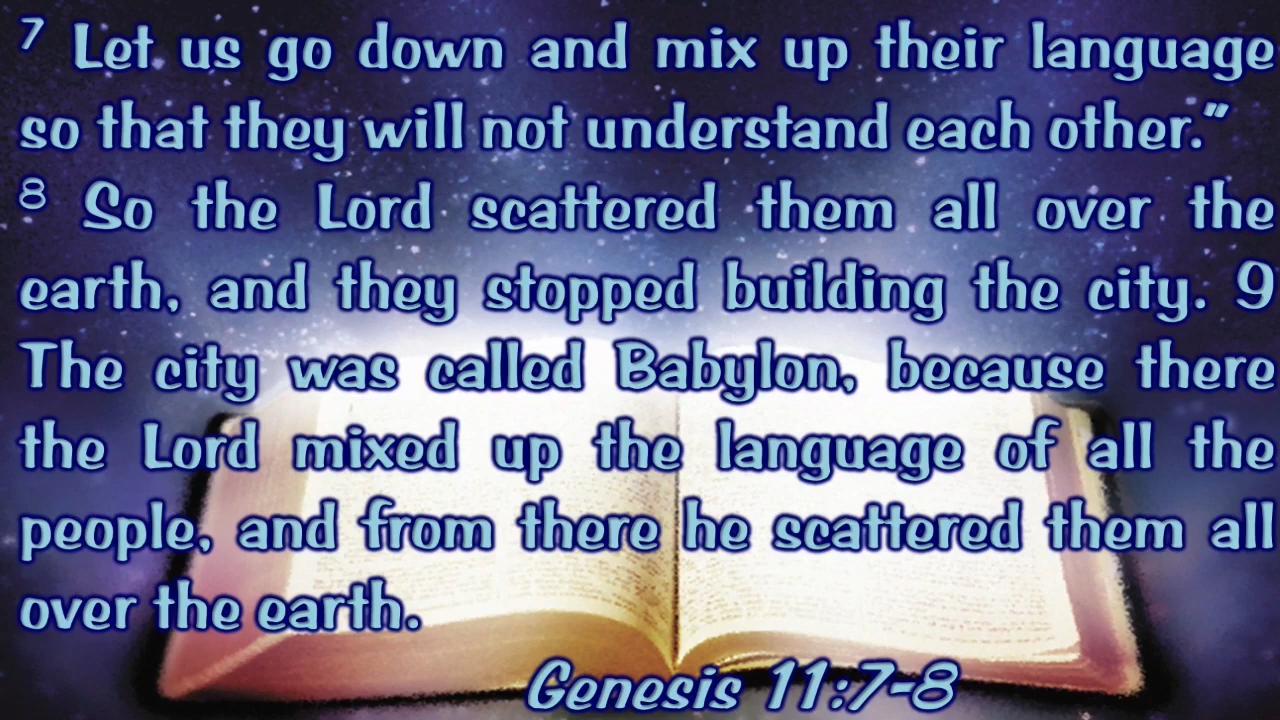 7 Let us go down and mix up their language
so that they will not understand each other.”
8 So the Lord scattered them all over the
earth, and they stopped building the city. 9
The city was called Babylon, because there
the Lord mixed up the language of all the
people, and from there he scattered them all
over the earth.
Genesis 11:7-8